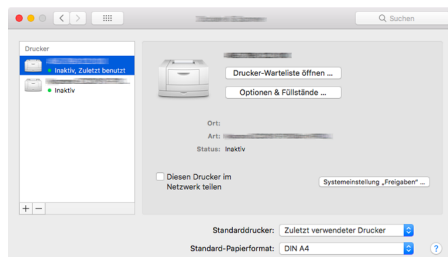 Suchen
Drucker
Inaktiv, Zuletzt benutzt
Inaktiv
Drucker-Warteliste öffnen ...
Optionen & Füllstände ...
Ort:
Art:
Status: Inaktiv
Diesen Drucker im
Netzwerk teilen
Systemeinstellung „Freigaben“ ...
+ −
Standarddrucker: Zuletzt verwendeter Drucker
Standard-Papierformat: DIN A4
?